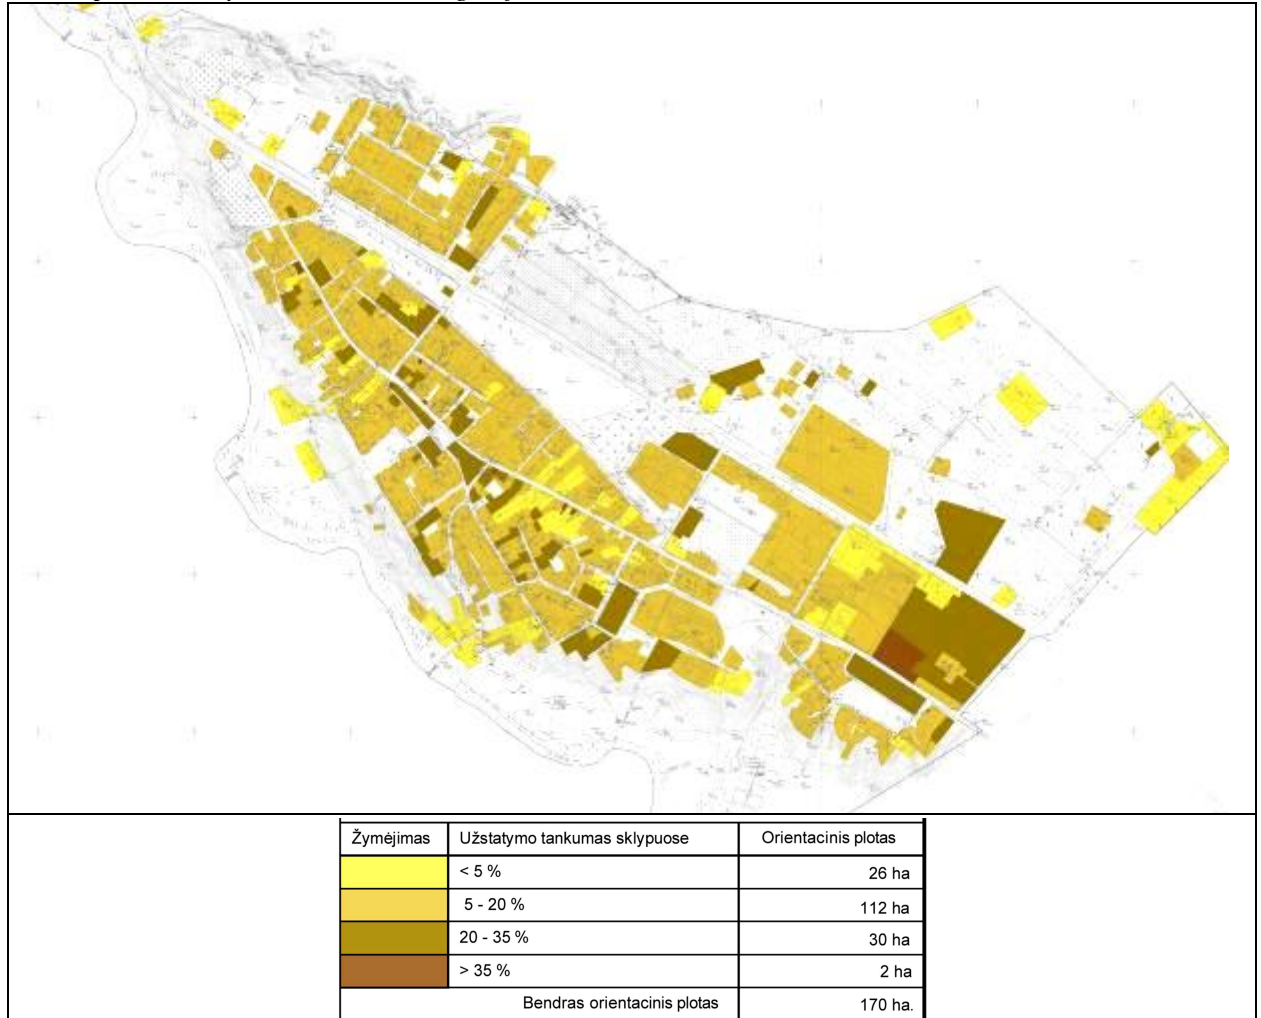 Žymėjimas Užstatymo tankumas sklypuose Orientacinis plotas
< 5 % 26 ha
5 - 20 % 112 ha
20 - 35 % 30 ha
> 35 % 2 ha
Bendras orientacinis plotas 170 ha.